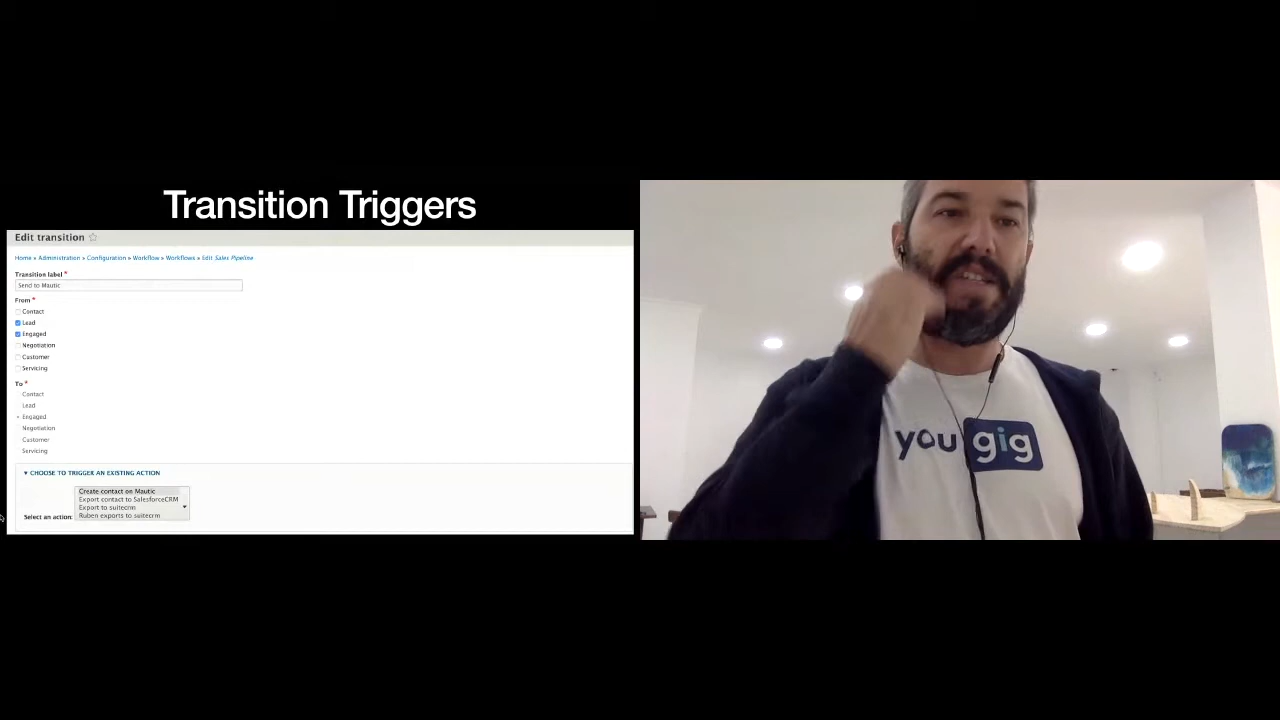 Transition Triggers
Edit transition
Home » Administration » Configuration » Workflow » Workflows » Edit Sales Pipeline
Transition label *
Send to Mautic
From *
Contact
Lead
Engaged
Negotiation
Customer
Servicing
To *
Contact
Lead
Engaged
Negotiation
Customer
Servicing
CHOOSE TO TRIGGER AN EXISTING ACTION
Create contact on Mautic
Export contact to SalesforceCRM
Export to suitecrm
Ruben exports to suitecrm
Select an action:
you gig